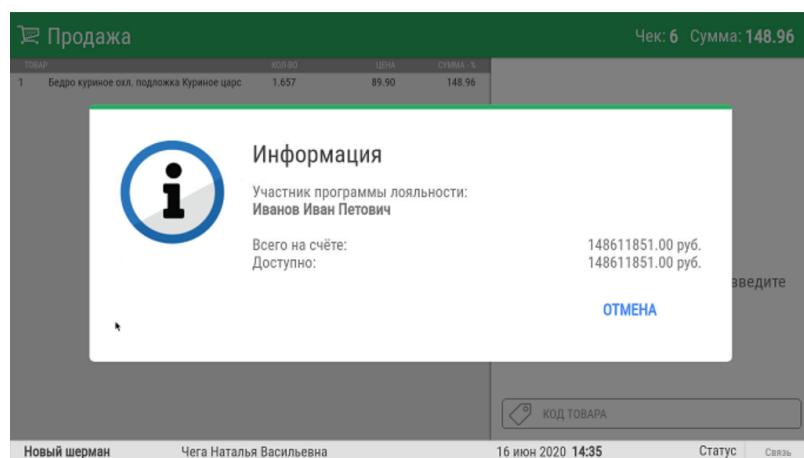 Продажа
Чек: 6 Сумма: 148.96
ТОВАР КОЛ-ВО ЦЕНА СУММА - %
1 Бедро куриное охл. подложка Куриное царс 1.657 89.90 148.96
Информация
Участник программы лояльности:
Иванов Иван Петович
Всего на счёте: 148611851.00 руб.
Доступно: 148611851.00 руб.
введите
ОТМЕНА
КОД ТОВАРА
Новый шерман Чега Наталья Васильевна 16 июн 2020 14:35 Статус Связь